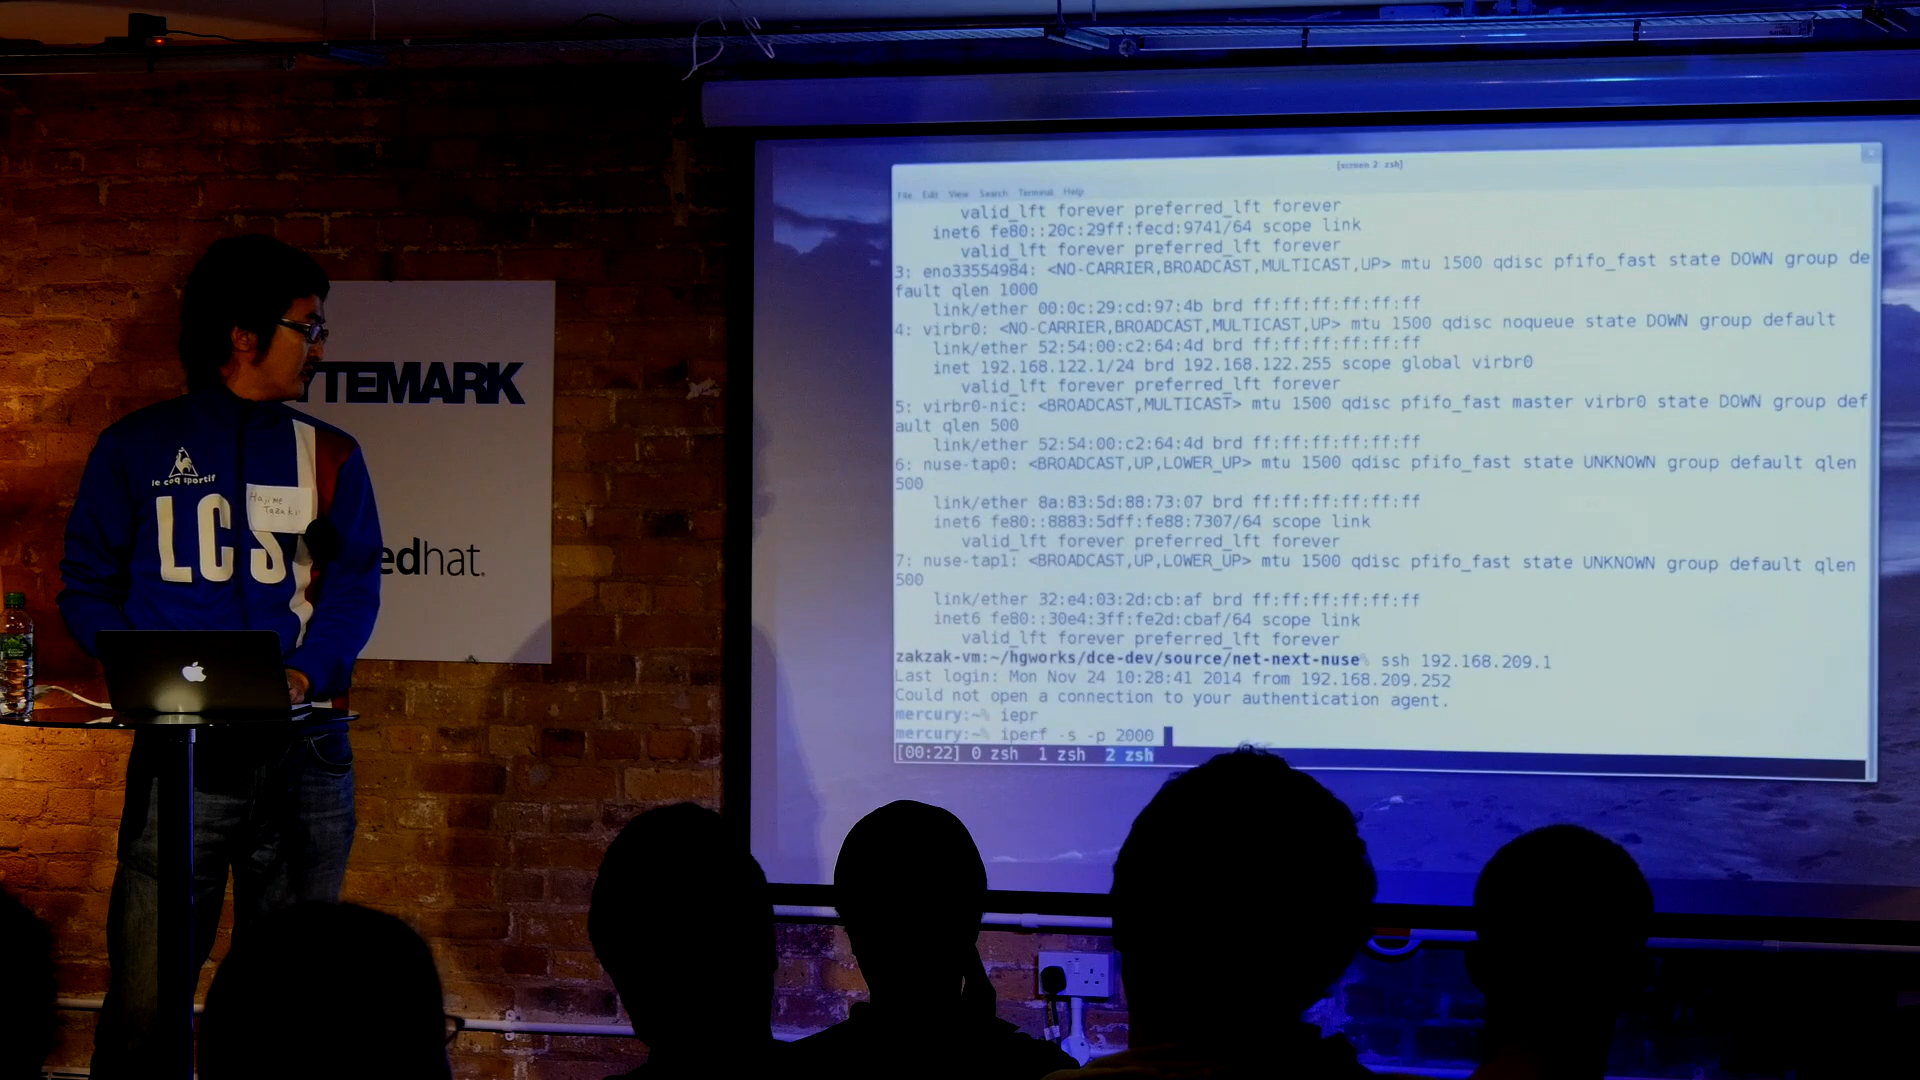 [screen 2: zsh]
File Edit View Search Terminal Help
valid_lft forever preferred_lft forever
inet6 fe80::20c:29ff:fecd:9741/64 scope link
valid_lft forever preferred_lft forever
3: eno33554984: <NO-CARRIER,BROADCAST,MULTICAST,UP> mtu 1500 qdisc pfifo_fast state DOWN group de
fault qlen 1000
link/ether 00:0c:29:cd:97:4b brd ff:ff:ff:ff:ff:ff
4: virbr0: <NO-CARRIER,BROADCAST,MULTICAST,UP> mtu 1500 qdisc noqueue state DOWN group default
link/ether 52:54:00:c2:64:4d brd ff:ff:ff:ff:ff:ff
inet 192.168.122.1/24 brd 192.168.122.255 scope global virbr0
valid_lft forever preferred_lft forever
5: virbr0-nic: <BROADCAST,MULTICAST> mtu 1500 qdisc pfifo_fast master virbr0 state DOWN group def
ault qlen 500
link/ether 52:54:00:c2:64:4d brd ff:ff:ff:ff:ff:ff
6: nuse-tap0: <BROADCAST,UP,LOWER_UP> mtu 1500 qdisc pfifo_fast state UNKNOWN group default qlen
500
link/ether 8a:83:5d:88:73:07 brd ff:ff:ff:ff:ff:ff
inet6 fe80::8883:5dff:fe88:7307/64 scope link
valid_lft forever preferred_lft forever
7: nuse-tap1: <BROADCAST,UP,LOWER_UP> mtu 1500 qdisc pfifo_fast state UNKNOWN group default qlen
500
link/ether 32:e4:03:2d:cb:af brd ff:ff:ff:ff:ff:ff
inet6 fe80::30e4:3ff:fe2d:cbaf/64 scope link
valid_lft forever preferred_lft forever
zakzak-vm:~/hgworks/dce-dev/source/net-next-nuse% ssh 192.168.209.1
Last login: Mon Nov 24 10:28:41 2014 from 192.168.209.252
Could not open a connection to your authentication agent.
mercury:~% iepr
mercury:~% iperf -s -p 2000
[00:22] 0 zsh 1 zsh 2 zsh
YTEMARK
edhat.
le coq sportif
LCS
Hajime
Tazaki